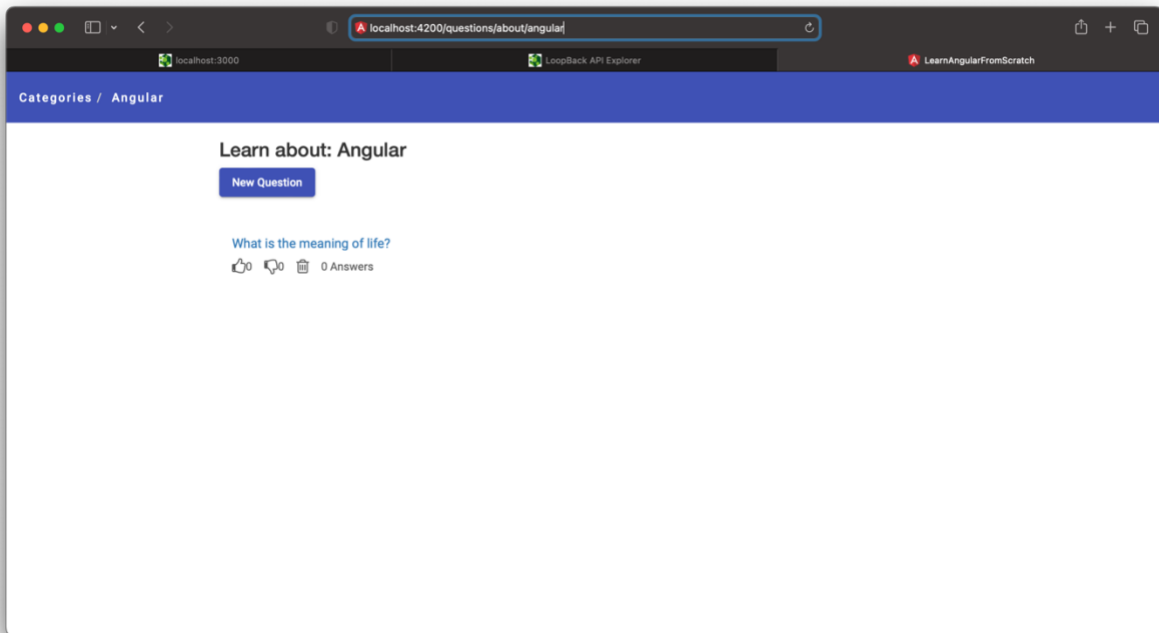 localhost:4200/questions/about/angular
localhost:3000
LoopBack API Explorer
LearnAngularFromScratch
Categories / Angular
Learn about: Angular
New Question
What is the meaning of life?
0 0 0 Answers